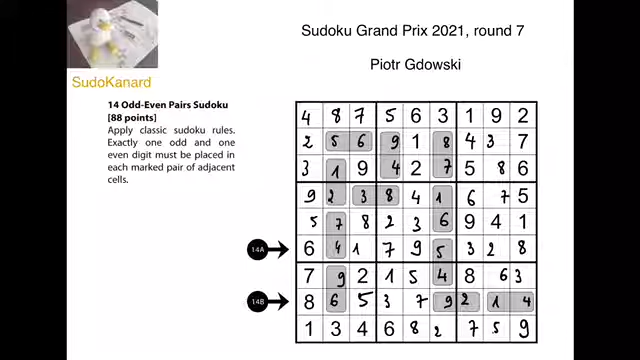 Sudoku Grand Prix 2021, round 7
Piotr Gdowski
SudoKanard
14 Odd-Even Pairs Sudoku
[88 points]
Apply classic sudoku rules.
Exactly one odd and one
even digit must be placed in
each marked pair of adjacent
cells.
4 8 7 5 6 3 1 9 2
2 5 6 9 1 8 4 3 7
3 1 9 4 2 7 5 8 6
9 2 3 8 4 1 6 7 5
5 7 8 2 3 6 9 4 1
14A 6 4 1 7 9 5 3 2 8
7 9 2 1 5 4 8 6 3
14B 8 6 5 3 7 9 2 1 4
1 3 4 6 8 2 7 5 9